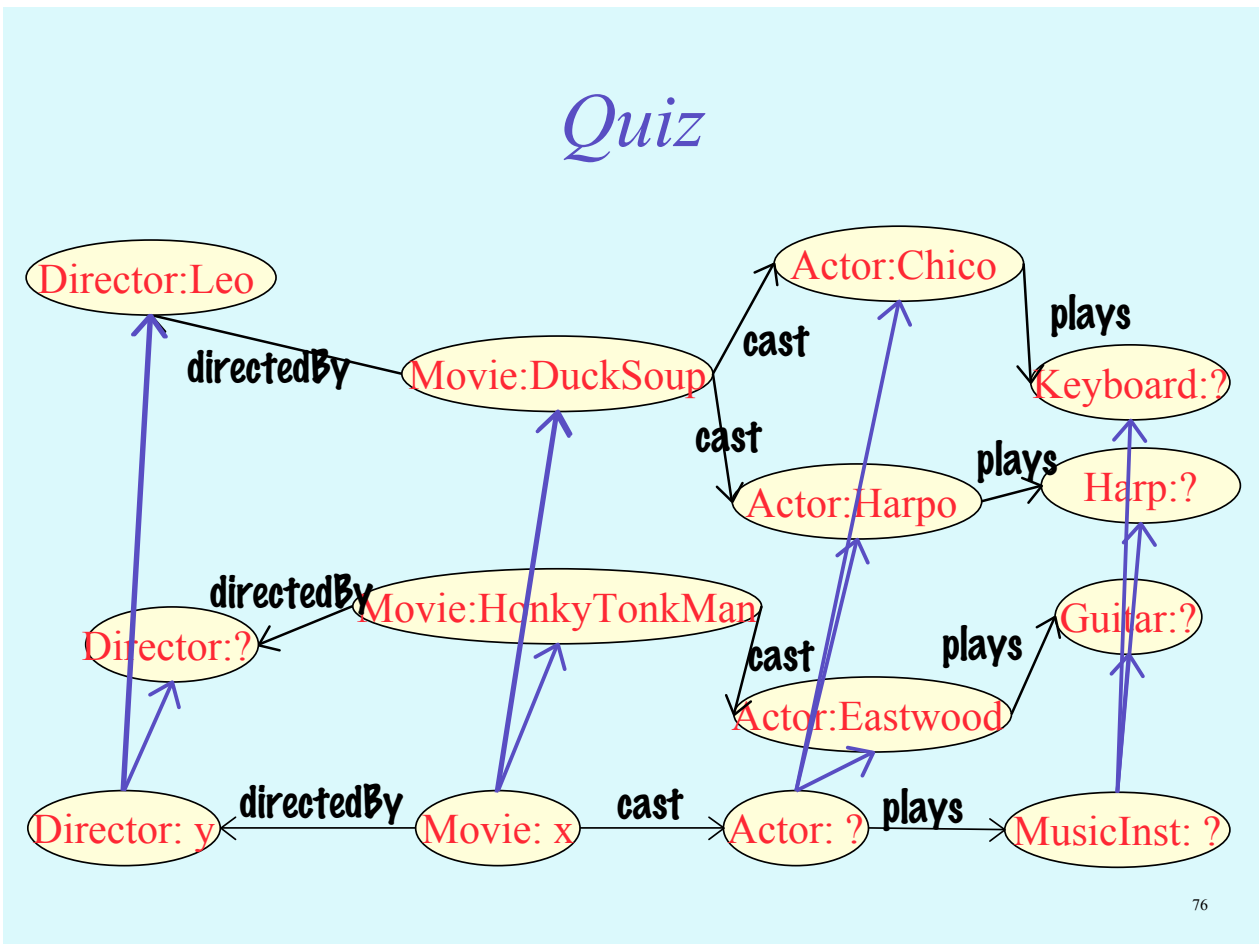 Quiz
Director:Leo
directedBy
Movie:DuckSoup
cast
Actor:Chico
plays
Keyboard:?
cast
Actor:Harpo
plays
Harp:?
Director:?
directedBy
Movie:HonkyTonkMan
cast
Actor:Eastwood
plays
Guitar:?
Director: y
directedBy
Movie: x
cast
Actor: ?
plays
MusicInst: ?
76